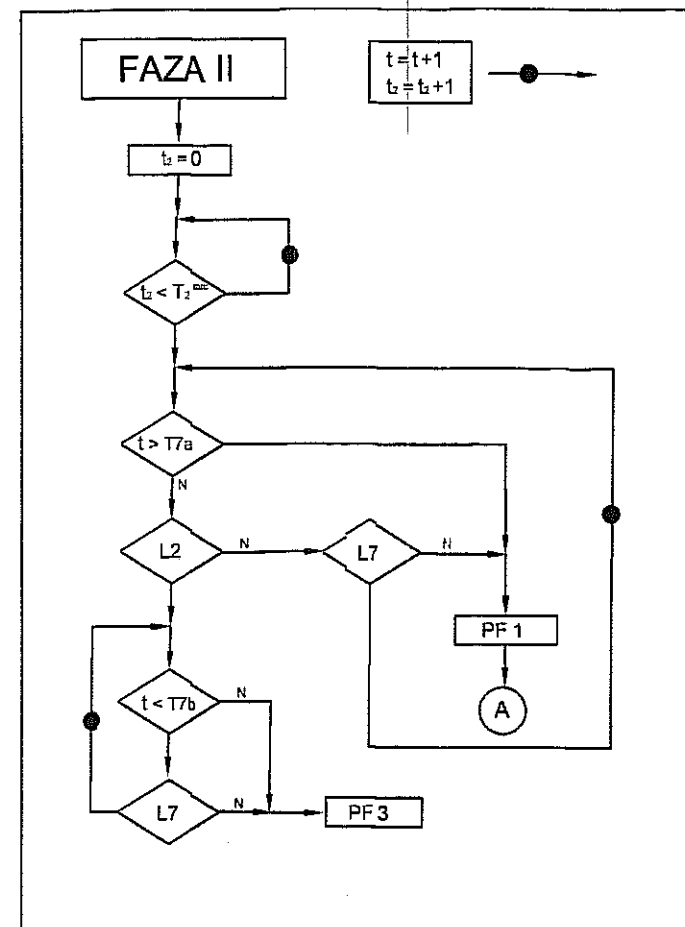 FAZA II
t = t+1
t₂ = t₂+1
t₂ = 0
t₂ < T₂
t > T7a
N
L2
N
L7
N
PF 1
t < T7b
N
A
L7
N
PF 3